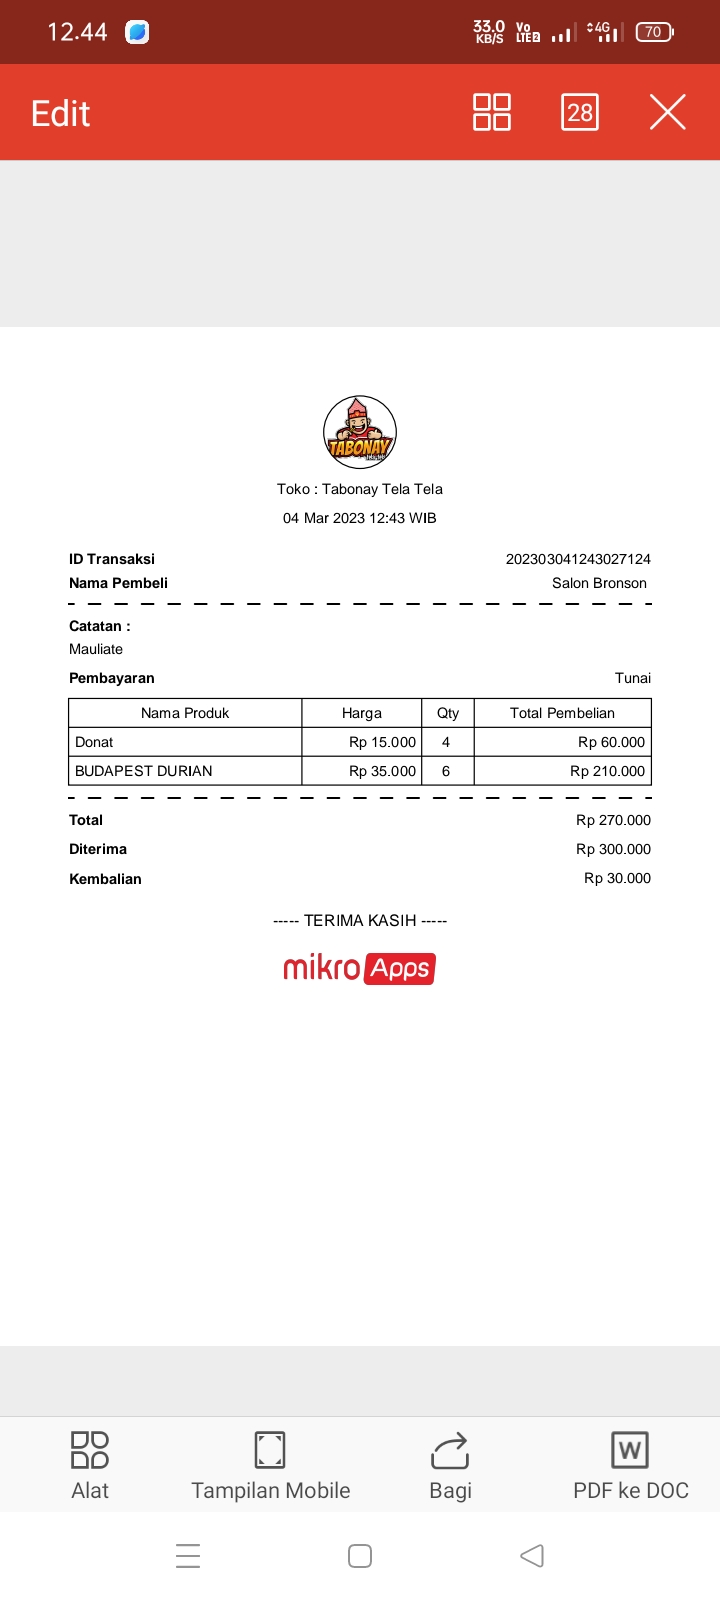 12.44 33.0 KB/S Vo LTE2 4G 70
Edit 28
TABONAY
Toko : Tabonay Tela Tela
04 Mar 2023 12:43 WIB
ID Transaksi 202303041243027124
Nama Pembeli Salon Bronson
Catatan :
Mauliate
Pembayaran Tunai
Nama Produk Harga Qty Total Pembelian
Donat Rp 15.000 4 Rp 60.000
BUDAPEST DURIAN Rp 35.000 6 Rp 210.000
Total Rp 270.000
Diterima Rp 300.000
Kembalian Rp 30.000
----- TERIMA KASIH -----
mikro Apps
W
Alat Tampilan Mobile Bagi PDF ke DOC